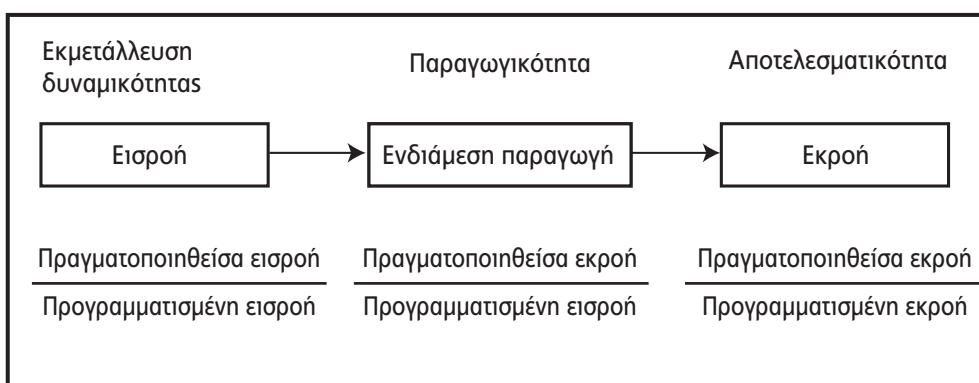 Εκμετάλλευση
δυναμικότητας
Παραγωγικότητα
Αποτελεσματικότητα
Εισροή
Ενδιάμεση παραγωγή
Εκροή
Πραγματοποιηθείσα εισροή
Προγραμματισμένη εισροή
Πραγματοποιηθείσα εκροή
Προγραμματισμένη εισροή
Πραγματοποιηθείσα εκροή
Προγραμματισμένη εκροή